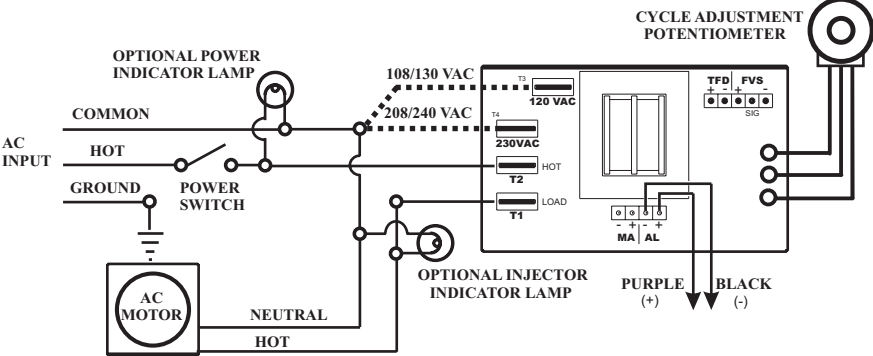 CYCLE ADJUSTMENT
POTENTIOMETER
OPTIONAL POWER
INDICATOR LAMP
108/130 VAC
T3
120 VAC
TFD FVS
+ - + -
SIG
COMMON
208/240 VAC
T4
230VAC
AC
INPUT
HOT
T2
HOT
GROUND
POWER
SWITCH
T1
LOAD
- + - +
MA AL
OPTIONAL INJECTOR
INDICATOR LAMP
PURPLE
(+)
BLACK
(-)
AC
MOTOR
NEUTRAL
HOT